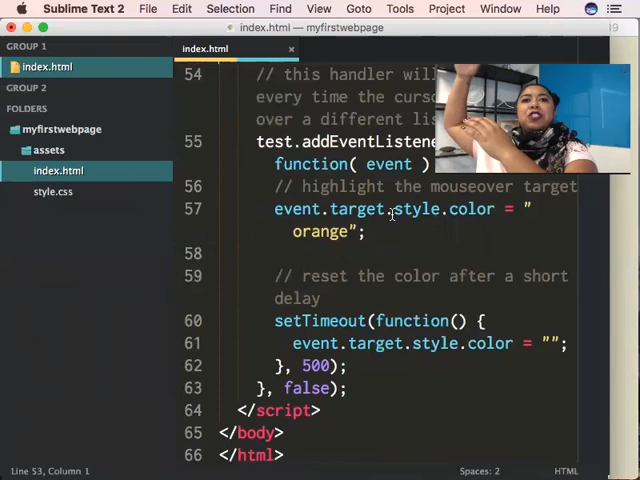 Sublime Text 2 File Edit Selection Find View Goto Tools Project Window Help
index.html — myfirstwebpage
GROUP 1
index.html
GROUP 2
FOLDERS
myfirstwebpage
assets
index.html
style.css
index.html
54 // this handler will
every time the curso
over a different lis
55 test.addEventListene
function( event )
56 // highlight the mouseover target
57 event.target.style.color = "
orange";
58
59 // reset the color after a short
delay
60 setTimeout(function() {
61 event.target.style.color = "";
62 }, 500);
63 }, false);
64 </script>
65 </body>
66 </html>
Line 53, Column 1 Spaces: 2 HTML